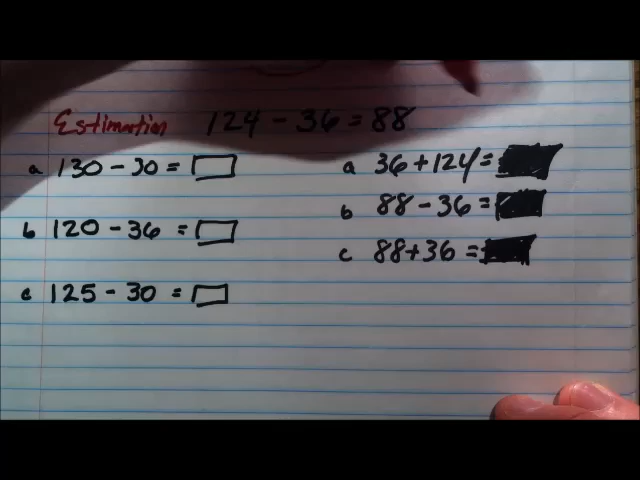 Estimation 124 - 36 = 88
a 130 - 30 =
b 120 - 36 =
c 125 - 30 =
a 36 + 124 =
b 88 - 36 =
c 88 + 36 =